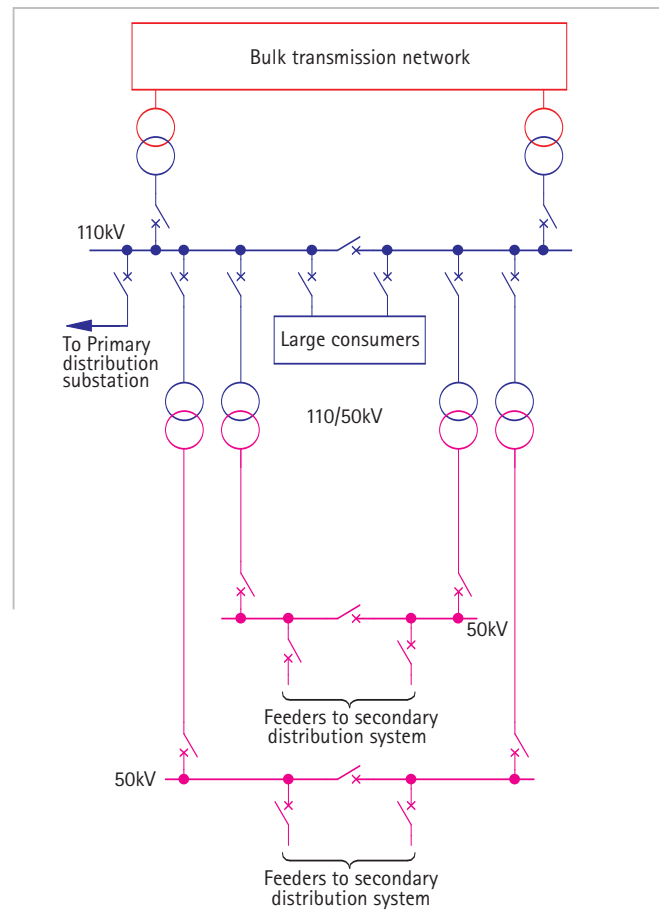 Bulk transmission network
110kV
To Primary
distribution
substation
Large consumers
110/50kV
50kV
Feeders to secondary
distribution system
50kV
Feeders to secondary
distribution system